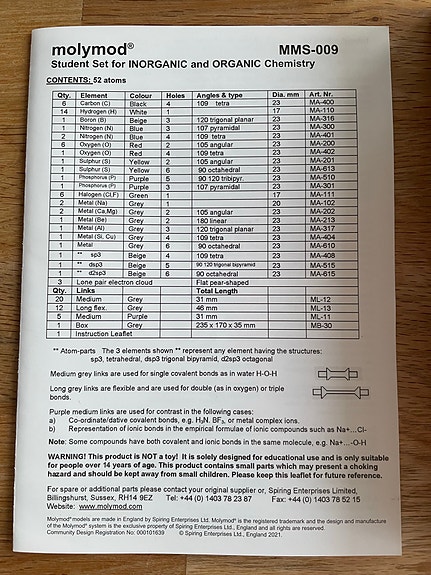 molymod® MMS-009
Student Set for INORGANIC and ORGANIC Chemistry
CONTENTS: 52 atoms
Qty. Element Colour Holes Angles & type Dia. mm Art. Nr.
6 Carbon (C) Black 4 109 tetra 23 MA-400
14 Hydrogen (H) White 1 17 MA-110
1 Boron (B) Beige 3 120 trigonal planar 23 MA-316
1 Nitrogen (N) Blue 3 107 pyramidal 23 MA-300
2 Nitrogen (N) Blue 4 109 tetra 23 MA-401
6 Oxygen (O) Red 2 105 angular 23 MA-200
1 Oxygen (O) Red 4 109 tetra 23 MA-402
1 Sulphur (S) Yellow 2 105 angular 23 MA-201
1 Sulphur (S) Yellow 6 90 octahedral 23 MA-613
1 Phosphorus (P) Purple 5 90 120 tribipyr. 23 MA-510
1 Phosphorus (P) Purple 3 107 pyramidal 23 MA-301
6 Halogen (Cl,F) Green 1 17 MA-111
2 Metal (Na) Grey 1 20 MA-102
2 Metal (Ca,Mg) Grey 2 105 angular 23 MA-202
1 Metal (Be) Grey 2 180 linear 23 MA-213
1 Metal (Al) Grey 3 120 trigonal planar 23 MA-317
1 Metal (Si, Cu) Grey 4 109 tetra 23 MA-404
1 Metal Grey 6 90 octahedral 23 MA-610
1 ** sp3 Beige 4 109 tetra 23 MA-408
1 ** dsp3 Beige 5 90 120 trigonal bipyramid 23 MA-515
1 ** d2sp3 Beige 6 90 octahedral 23 MA-615
3 Lone pair electron cloud Flat pear-shaped
Qty. Links Total Length
20 Medium Grey 31 mm ML-12
12 Long flex. Grey 46 mm ML-13
5 Medium Purple 31 mm ML-11
1 Box Grey 235 x 170 x 35 mm MB-30
1 Instruction Leaflet
** Atom-parts The 3 elements shown ** represent any element having the structures:
sp3, tetrahedral, dsp3 trigonal bipyramid, d2sp3 octagonal
Medium grey links are used for single covalent bonds as in water H-O-H
Long grey links are flexible and are used for double (as in oxygen) or triple
bonds.
Purple medium links are used for contrast in the following cases:
a) Co-ordinate/dative covalent bonds, e.g. H₃N. BF₃, or metal complex ions.
b) Representation of ionic bonds in the empirical formulae of ionic compounds such as Na+…Cl-
Note: Some compounds have both covalent and ionic bonds in the same molecule, e.g. Na+…-O-H
WARNING! This product is NOT a toy! It is solely designed for educational use and is only suitable
for people over 14 years of age. This product contains small parts which may present a choking
hazard and should be kept away from small children. Please keep this leaflet for future reference.
For spare or additional parts please contact your original supplier or, Spiring Enterprises Limited,
Billingshurst, Sussex, RH14 9EZ Tel: +44 (0) 1403 78 23 87 Fax: +44 (0) 1403 78 52 15
Website: www.molymod.com
Molymod® models are made in England by Spiring Enterprises Ltd. Molymod® is the registered trademark and the design and manufacture
of the Molymod® system is the exclusive property of Spiring Enterprises Ltd., England and all rights are reserved.
Community Design Registration No: 000101639 © Spiring Enterprises Ltd, England 2021,